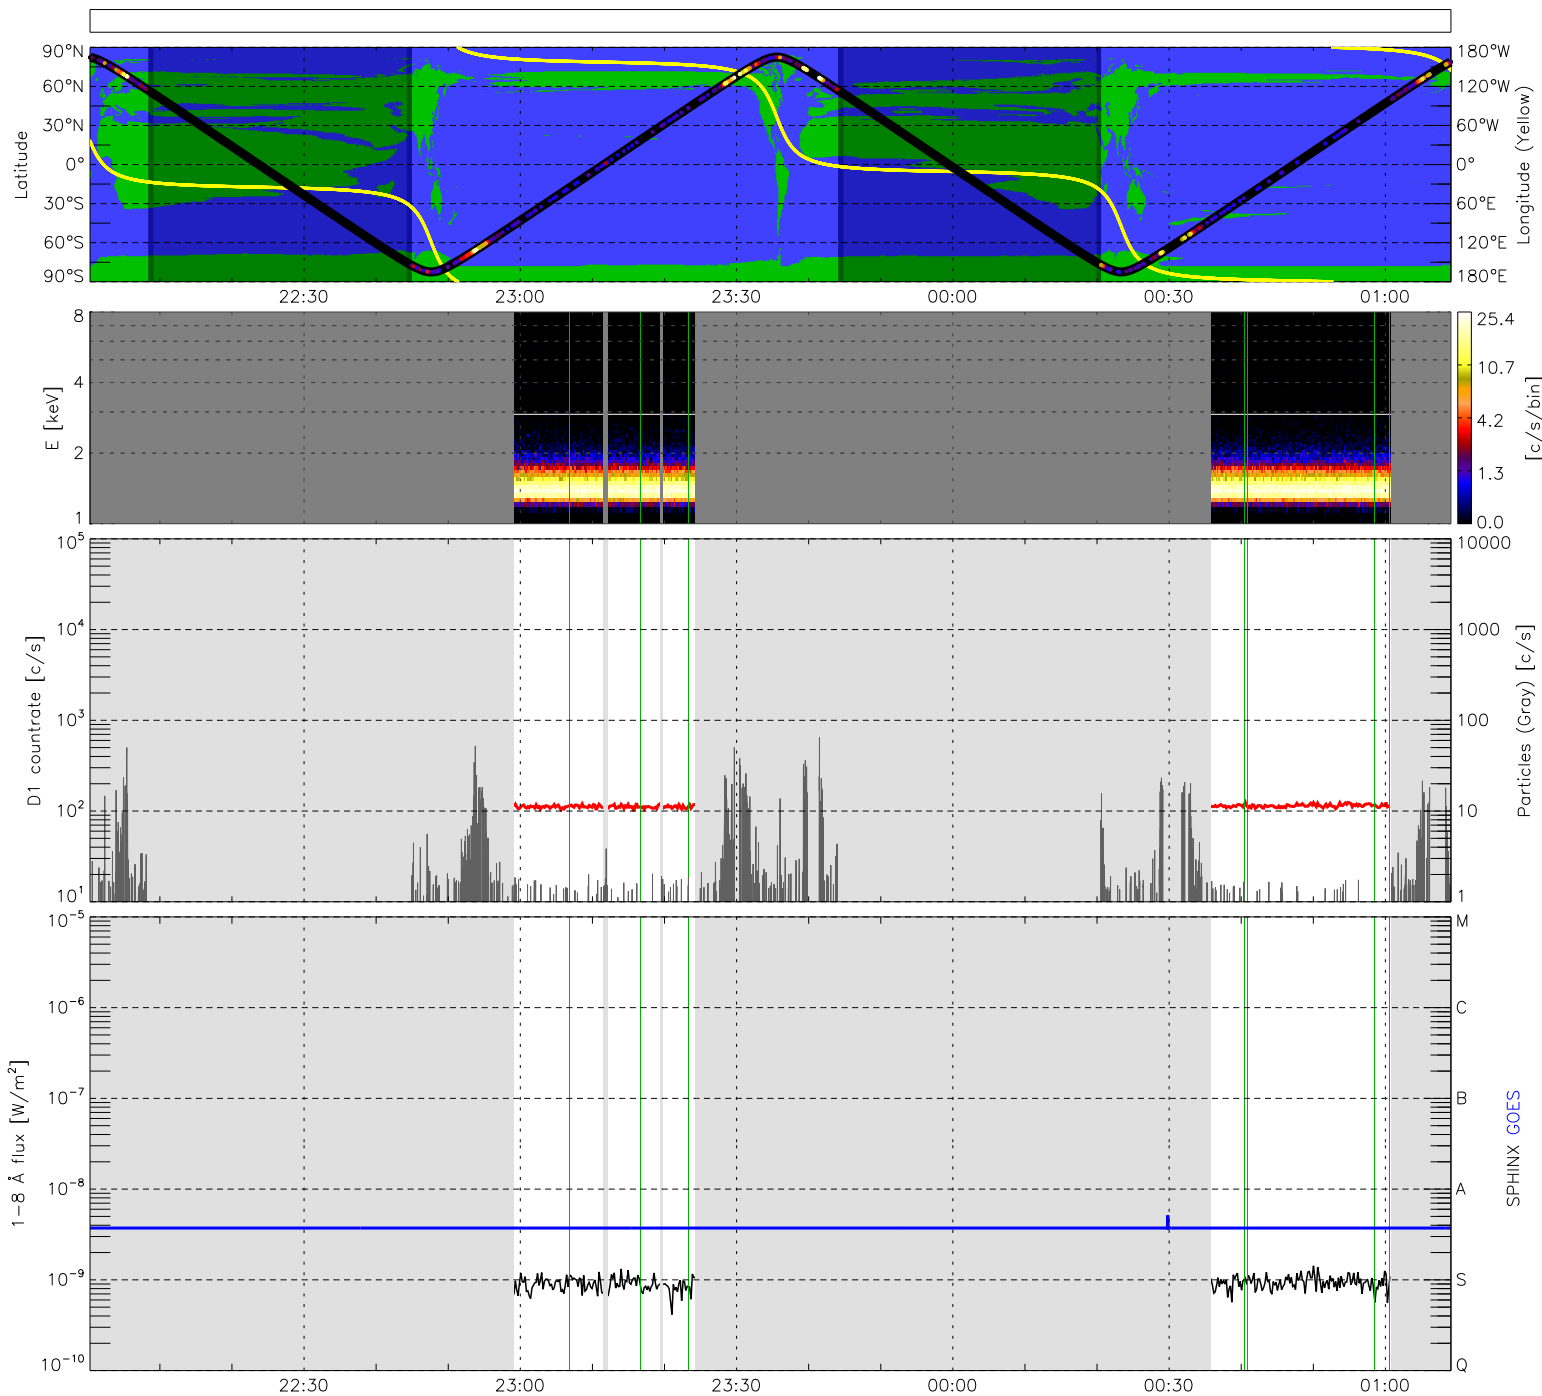 90°N
60°N
30°N
0°
30°S
60°S
90°S
Latitude
180°W
120°W
60°W
0°
60°E
120°E
180°E
Longitude (Yellow)
22:30 23:00 23:30 00:00 00:30 01:00
8
4
2
1
E [keV]
25.4
10.7
4.2
1.3
0.0
[c/s/bin]
10^5
10^4
10^3
10^2
10^1
D1 countrate [c/s]
10000
1000
100
10
1
Particles (Gray) [c/s]
10^-5
10^-6
10^-7
10^-8
10^-9
10^-10
1-8 Å flux [W/m²]
M
C
B
A
S
Q
SPHINX GOES
22:30 23:00 23:30 00:00 00:30 01:00